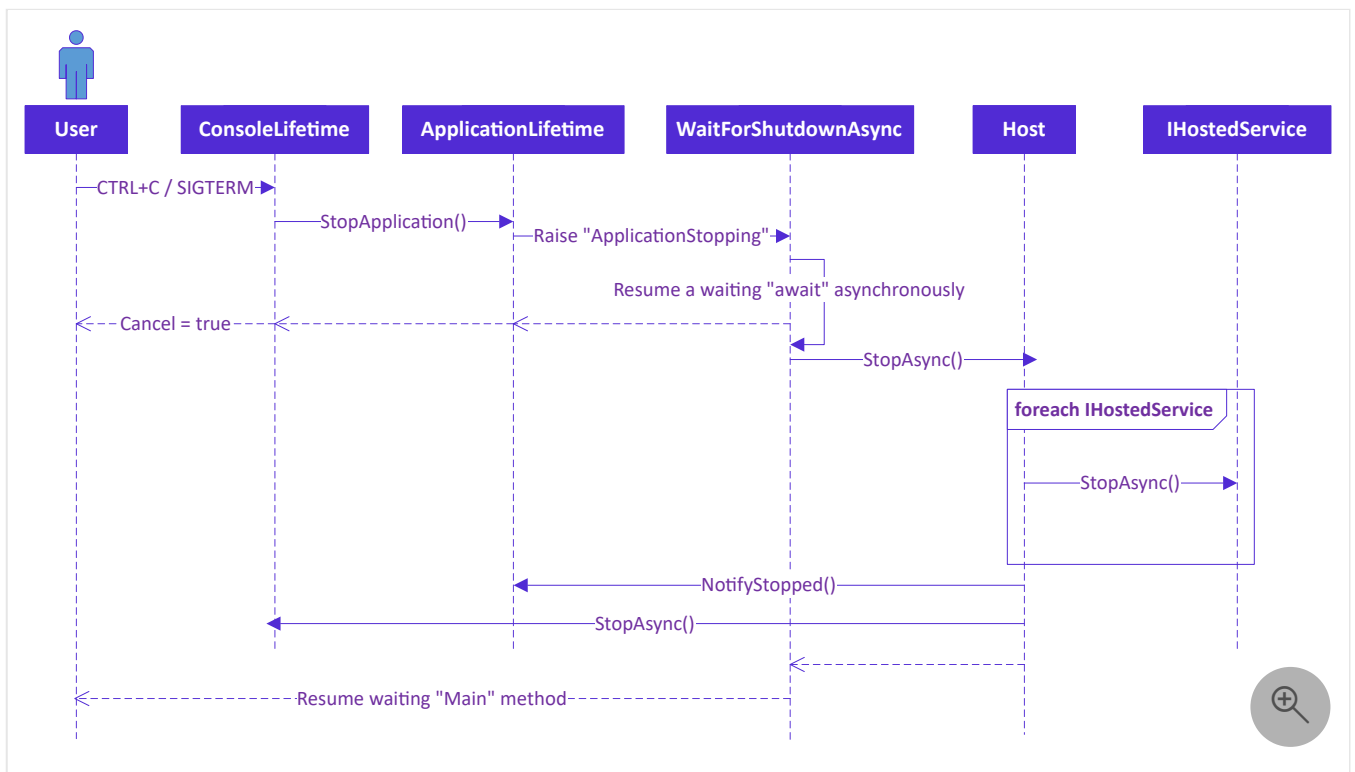 User
ConsoleLifetime
ApplicationLifetime
WaitForShutdownAsync
Host
IHostedService
CTRL+C / SIGTERM
StopApplication()
Raise "ApplicationStopping"
Resume a waiting "await" asynchronously
Cancel = true
StopAsync()
foreach IHostedService
StopAsync()
NotifyStopped()
StopAsync()
Resume waiting "Main" method